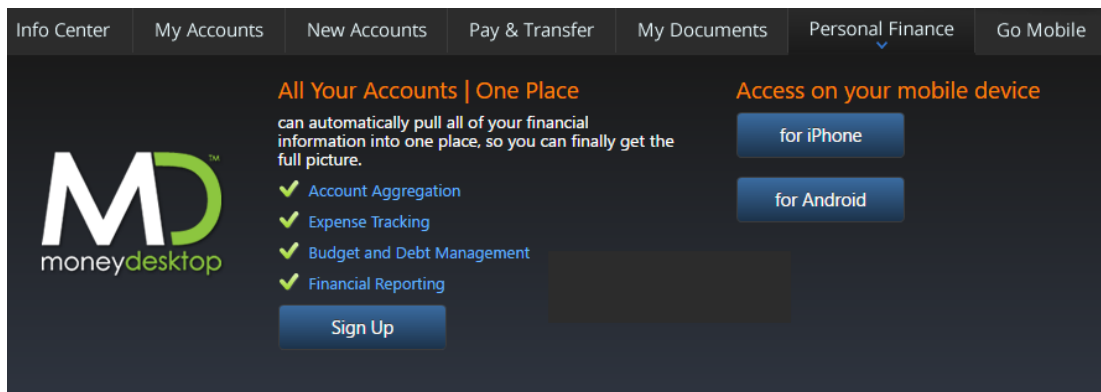 Info Center My Accounts New Accounts Pay & Transfer My Documents Personal Finance Go Mobile
MD™
moneydesktop
All Your Accounts | One Place
can automatically pull all of your financial
information into one place, so you can finally get the
full picture.
Account Aggregation
Expense Tracking
Budget and Debt Management
Financial Reporting
Sign Up
Access on your mobile device
for iPhone
for Android